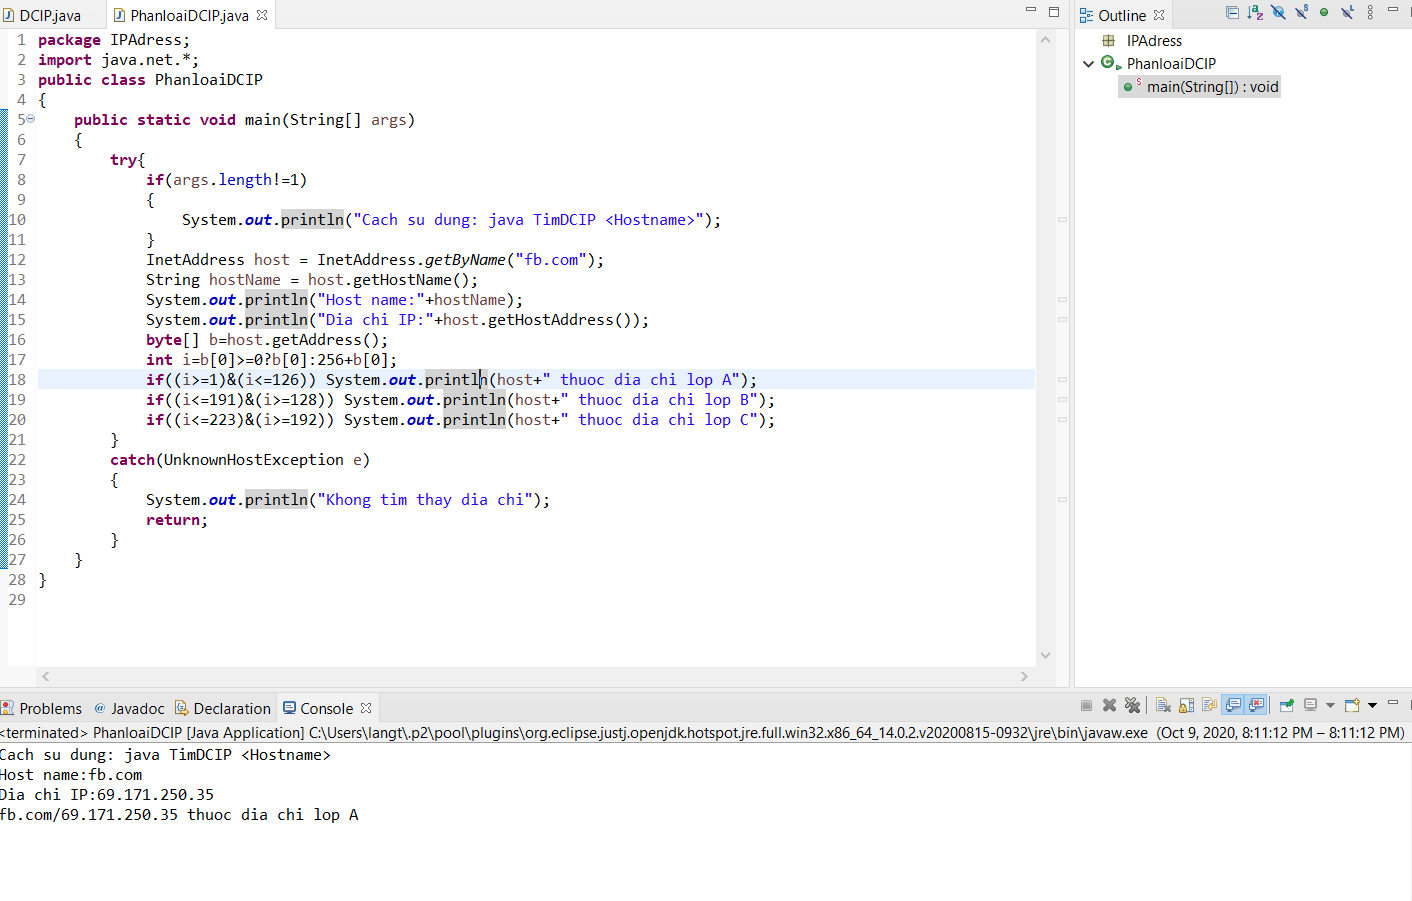 DCIP.java PhanloaiDCIP.java
1 package IPAdress;
2 import java.net.*;
3 public class PhanloaiDCIP
4 {
5 public static void main(String[] args)
6 {
7 try{
8 if(args.length!=1)
9 {
10 System.out.println("Cach su dung: java TimDCIP <Hostname>");
11 }
12 InetAddress host = InetAddress.getByName("fb.com");
13 String hostName = host.getHostName();
14 System.out.println("Host name:"+hostName);
15 System.out.println("Dia chi IP:"+host.getHostAddress());
16 byte[] b=host.getAddress();
17 int i=b[0]>=0?b[0]:256+b[0];
18 if((i>=1)&(i<=126)) System.out.println(host+" thuoc dia chi lop A");
19 if((i<=191)&(i>=128)) System.out.println(host+" thuoc dia chi lop B");
20 if((i<=223)&(i>=192)) System.out.println(host+" thuoc dia chi lop C");
21 }
22 catch(UnknownHostException e)
23 {
24 System.out.println("Khong tim thay dia chi");
25 return;
26 }
27 }
28 }
29
Outline
IPAdress
PhanloaiDCIP
main(String[]) : void
Problems @ Javadoc Declaration Console
<terminated> PhanloaiDCIP [Java Application] C:\Users\langt\.p2\pool\plugins\org.eclipse.justj.openjdk.hotspot.jre.full.win32.x86_64_14.0.2.v20200815-0932\jre\bin\javaw.exe (Oct 9, 2020, 8:11:12 PM – 8:11:12 PM)
Cach su dung: java TimDCIP <Hostname>
Host name:fb.com
Dia chi IP:69.171.250.35
fb.com/69.171.250.35 thuoc dia chi lop A